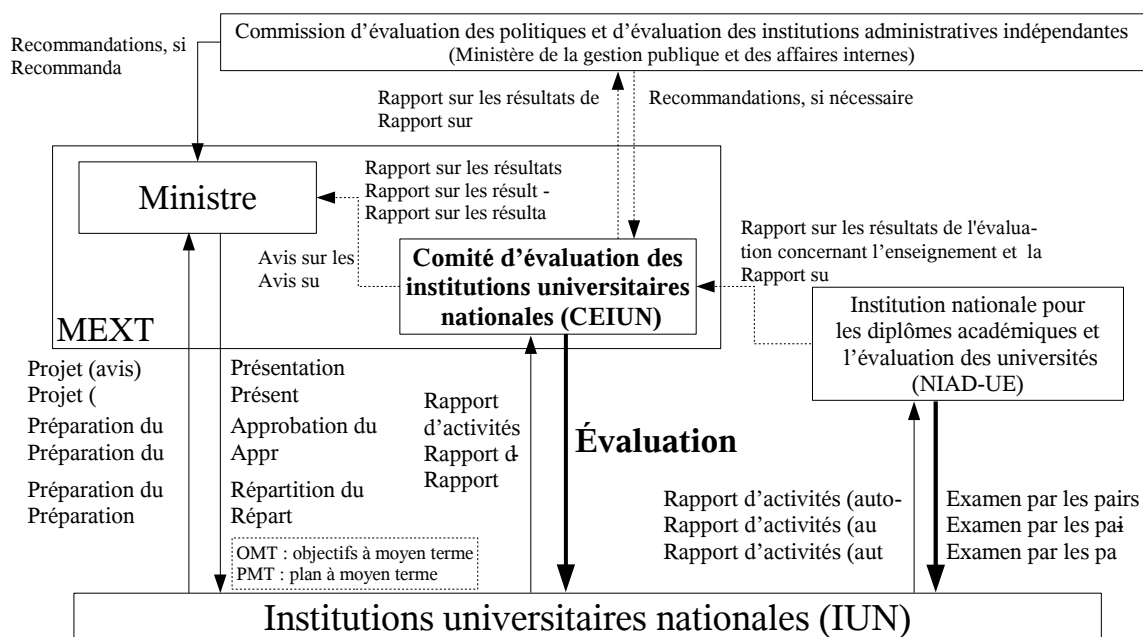 Commission d’évaluation des politiques et d’évaluation des institutions administratives indépendantes
(Ministère de la gestion publique et des affaires internes)
Recommandations, si
Recommanda
Rapport sur les résultats de
Rapport sur
Recommandations, si nécessaire
Ministre
Rapport sur les résultats
Rapport sur les résult -
Rapport sur les résulta
Avis sur les
Avis su
Comité d’évaluation des
institutions universitaires
nationales (CEIUN)
MEXT
Rapport sur les résultats de l'évalua-
tion concernant l’enseignement et la
Rapport su
Institution nationale pour
les diplômes académiques et
l’évaluation des universités
(NIAD-UE)
Projet (avis)
Projet (
Préparation du
Préparation du
Préparation du
Préparation
Présentation
Présent
Approbation du
Appr
Répartition du
Répart
Rapport
d’activités
Rapport d
Rapport
Évaluation
Rapport d’activités (auto-
Rapport d’activités (au
Rapport d’activités (aut
Examen par les pairs
Examen par les pai
Examen par les pa
OMT : objectifs à moyen terme
PMT : plan à moyen terme
Institutions universitaires nationales (IUN)